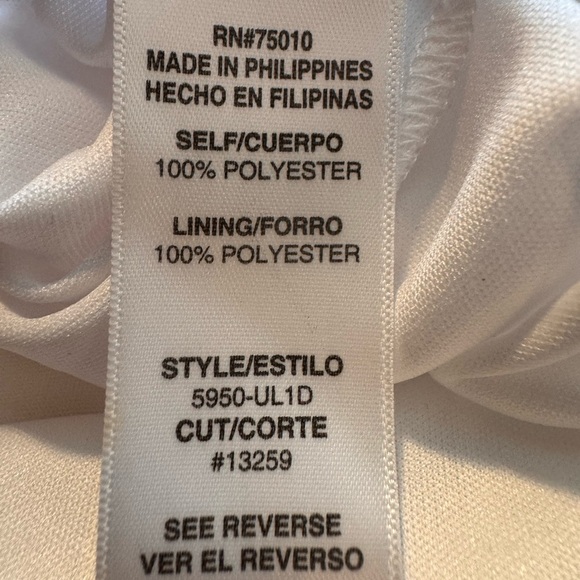 RN#75010
MADE IN PHILIPPINES
HECHO EN FILIPINAS
SELF/CUERPO
100% POLYESTER
LINING/FORRO
100% POLYESTER
STYLE/ESTILO
5950-UL1D
CUT/CORTE
#13259
SEE REVERSE
VER EL REVERSO